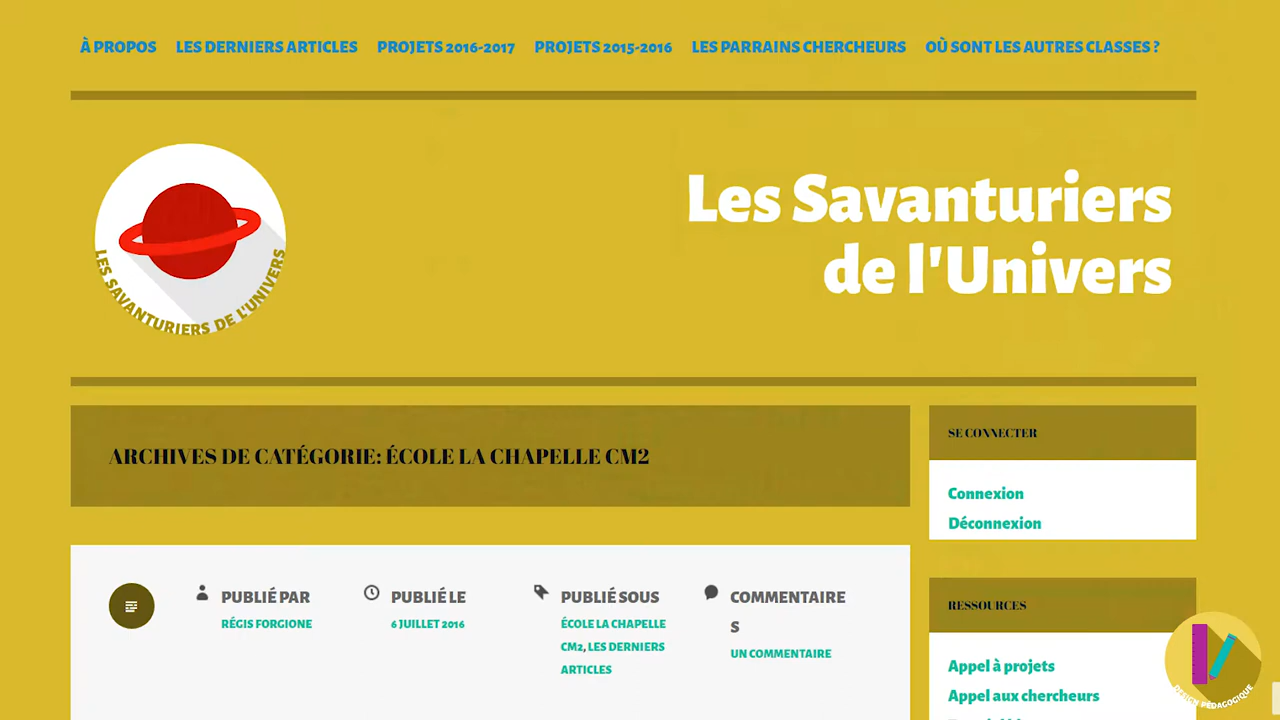 À PROPOS LES DERNIERS ARTICLES PROJETS 2016-2017 PROJETS 2015-2016 LES PARRAINS CHERCHEURS OÙ SONT LES AUTRES CLASSES ?
LES SAVANTURIERS DE L'UNIVERS
Les Savanturiers
de l'Univers
ARCHIVES DE CATÉGORIE: ÉCOLE LA CHAPELLE CM2
PUBLIÉ PAR
RÉGIS FORGIONE
PUBLIÉ LE
6 JUILLET 2016
PUBLIÉ SOUS
ÉCOLE LA CHAPELLE
CM2, LES DERNIERS
ARTICLES
COMMENTAIRE
S
UN COMMENTAIRE
SE CONNECTER
Connexion
Déconnexion
RESSOURCES
Appel à projets
Appel aux chercheurs
DESIGN PÉDAGOGIQUE